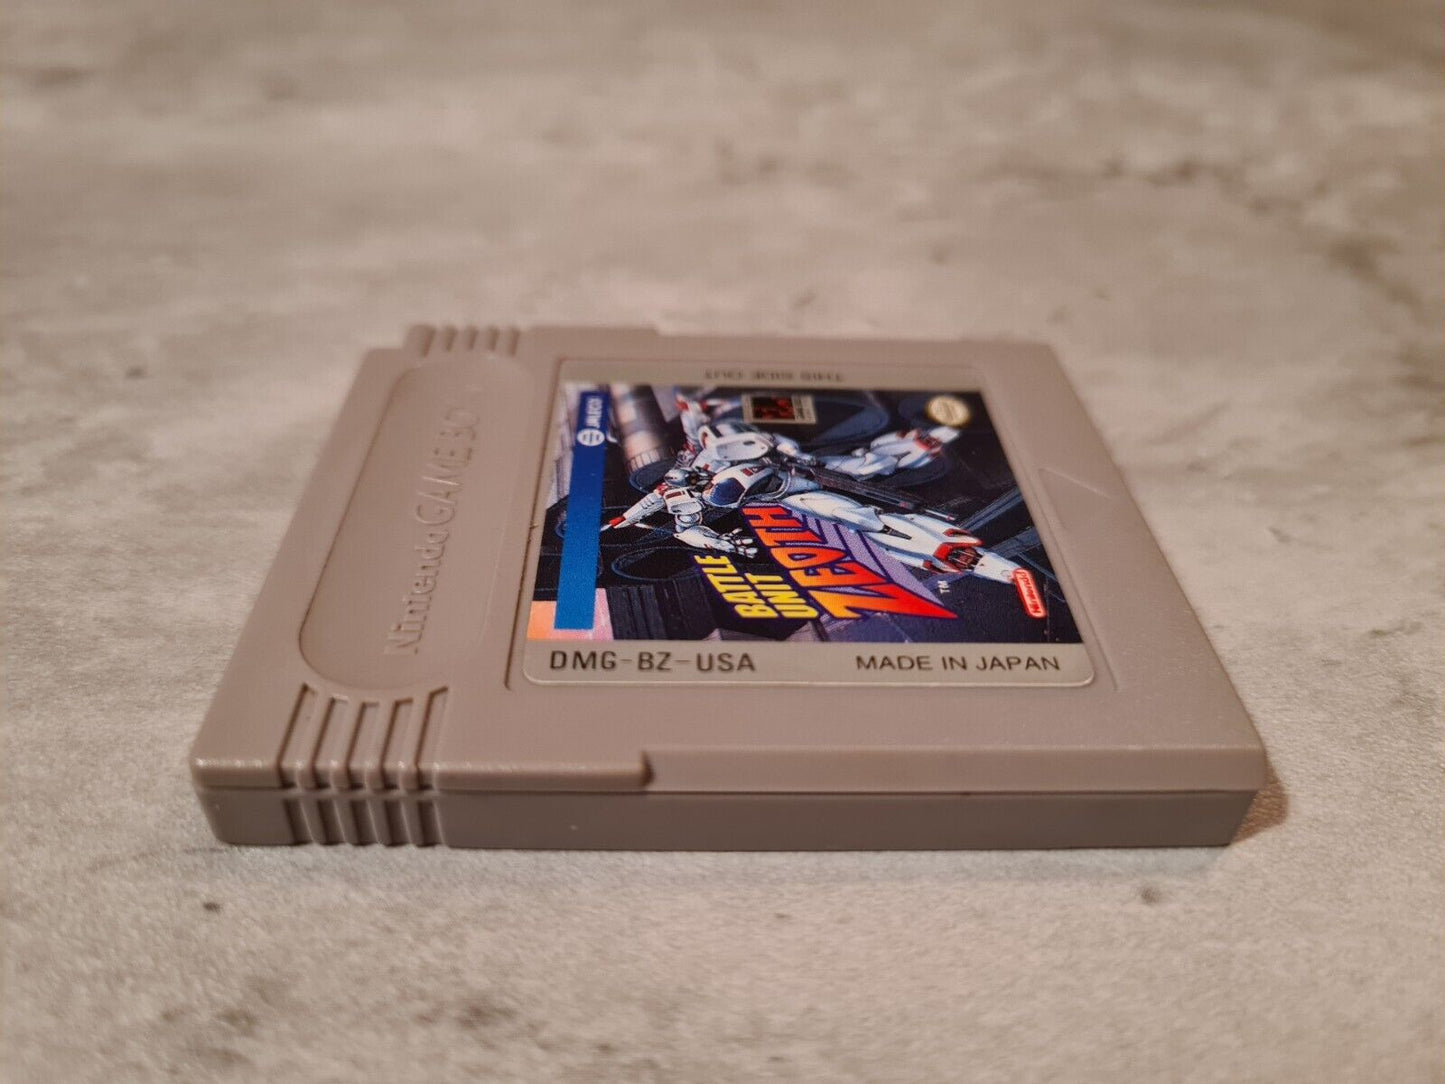 Nintendo GAME BOY
THIS SIDE OUT
JALECO
BATTLE
UNIT
ZEOTH
TM
Nintendo
DMG-BZ-USA
MADE IN JAPAN